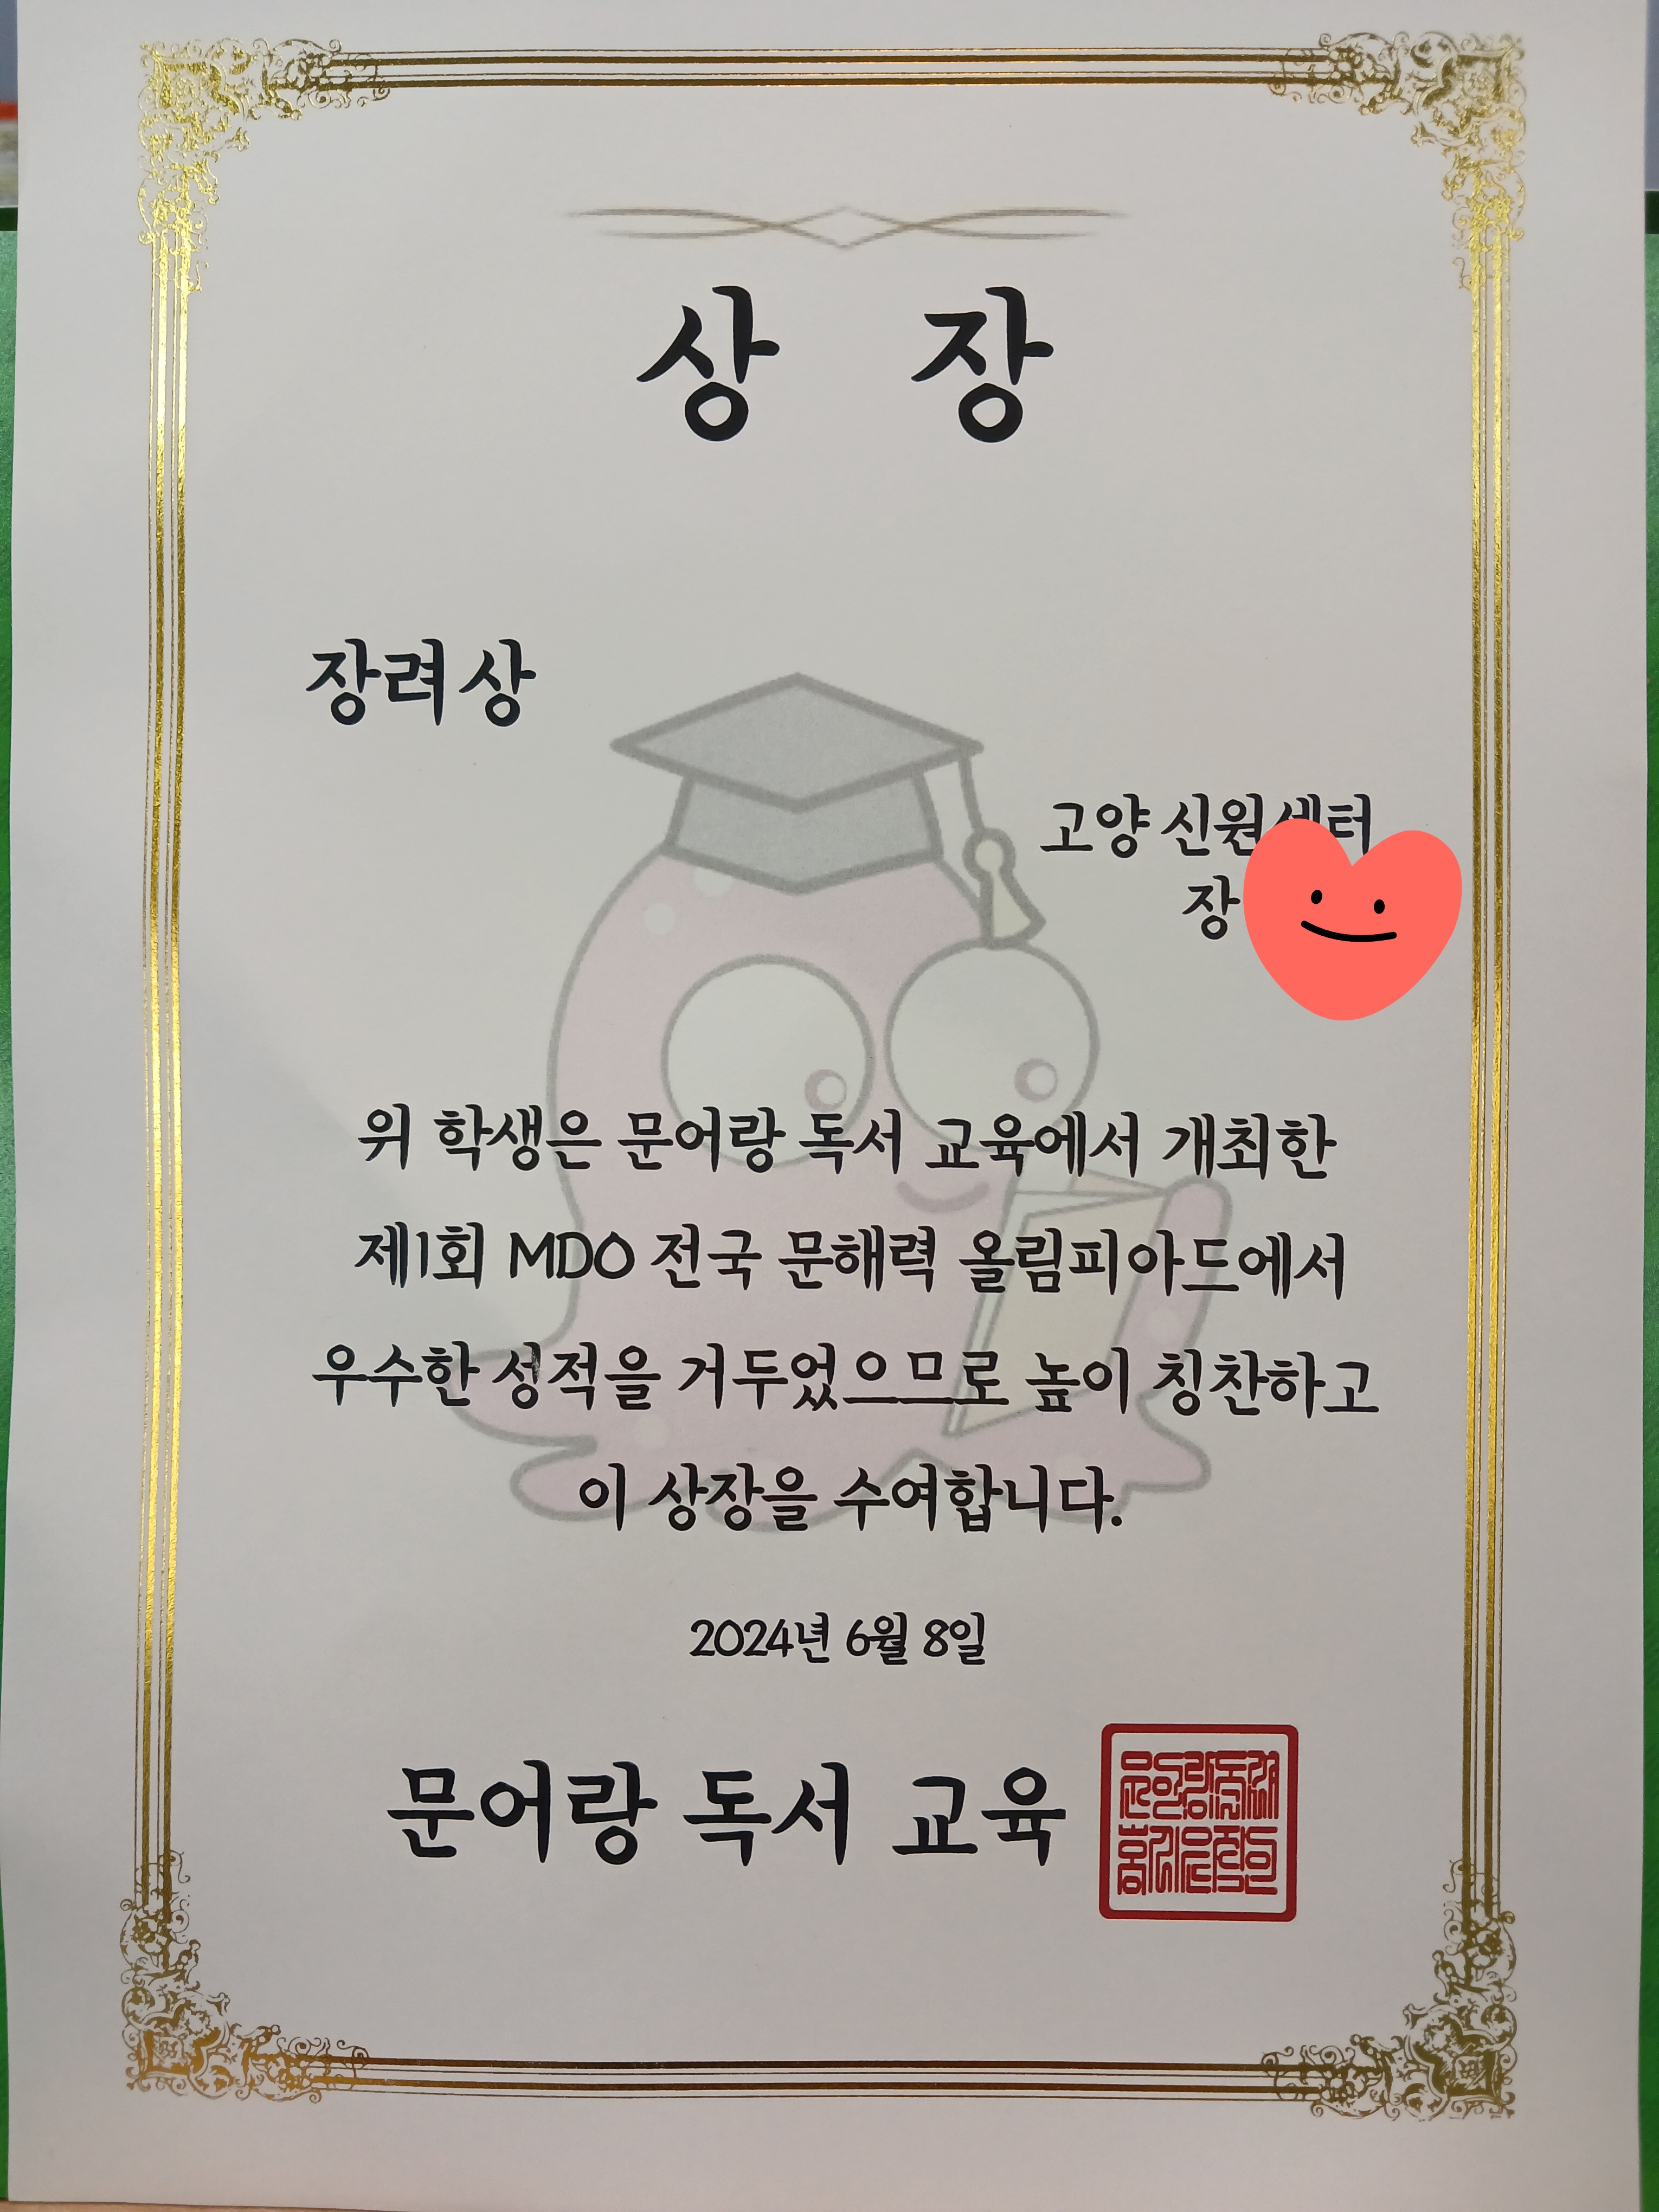 상 장
장려상
고양 신원센터
장
위 학생은 문어랑 독서 교육에서 개최한
제1회 MDO 전국 문해력 올림피아드에서
우수한 성적을 거두었으므로 높이 칭찬하고
이 상장을 수여합니다.
2024년 6월 8일
문어랑 독서 교육